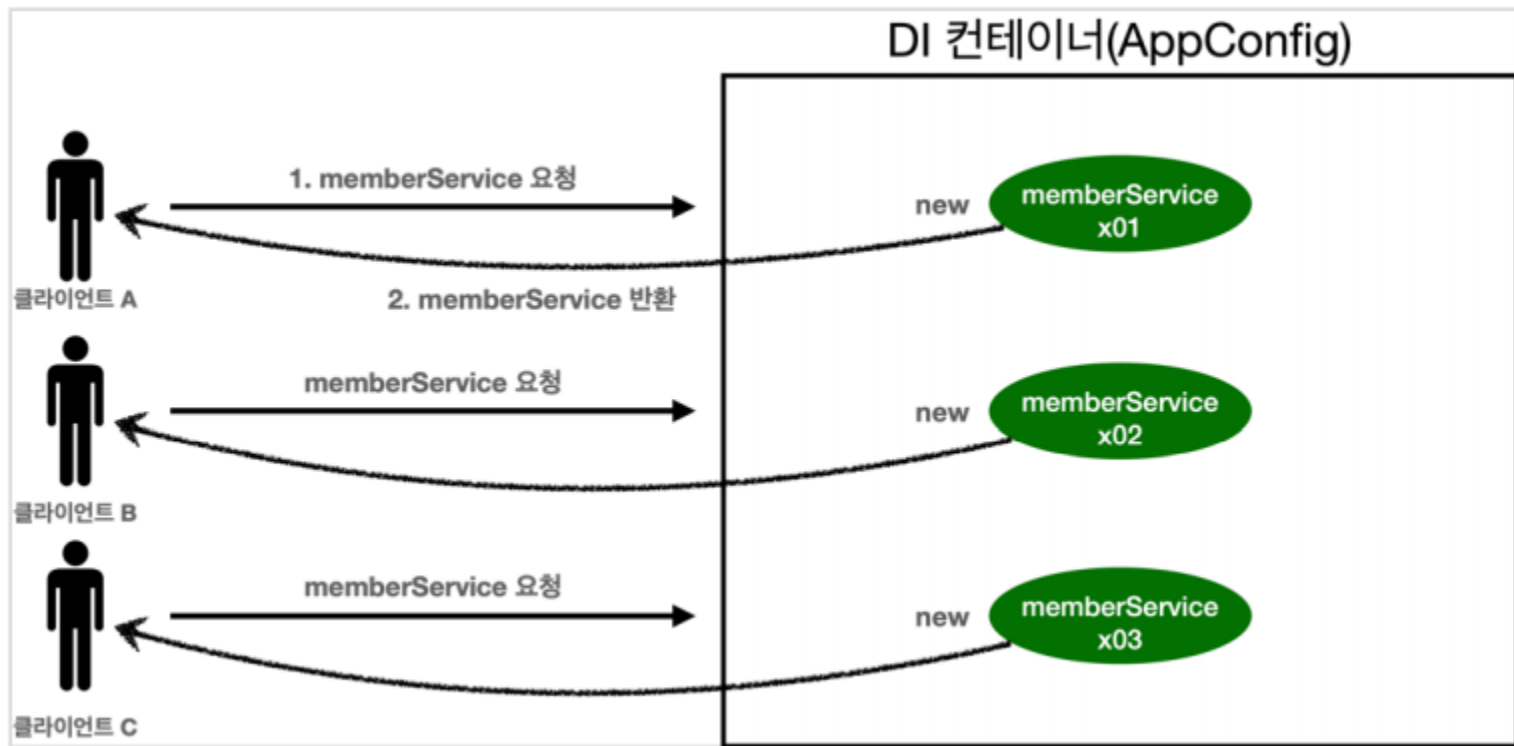 DI 컨테이너(AppConfig)
1. memberService 요청
new
memberService
x01
클라이언트 A
2. memberService 반환
memberService 요청
new
memberService
x02
클라이언트 B
memberService 요청
new
memberService
x03
클라이언트 C